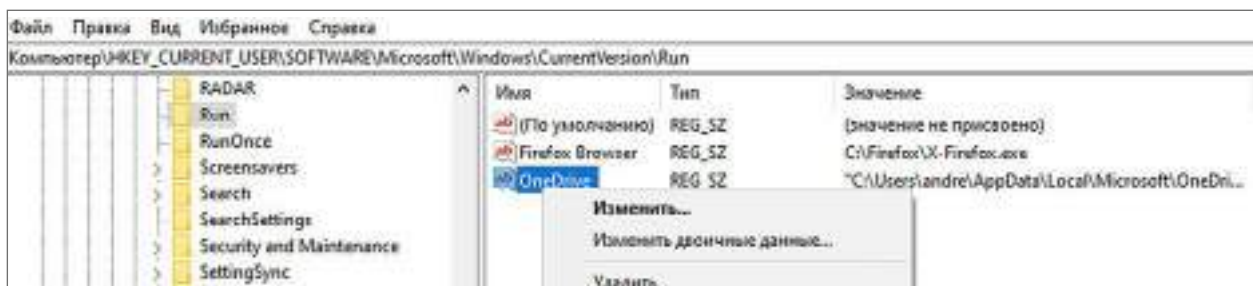 Файл Правка Вид Избранное Справка
Компьютер\HKEY_CURRENT_USER\SOFTWARE\Microsoft\Windows\CurrentVersion\Run
RADAR
Run
RunOnce
Screensavers
Search
SearchSettings
Security and Maintenance
SettingSync
Имя Тип Значение
(По умолчанию) REG_SZ (значение не присвоено)
Firefox Browser REG_SZ C:\Firefox\X-Firefox.exe
OneDrive REG_SZ "C:\Users\andre\AppData\Local\Microsoft\OneDri...
Изменить...
Изменить двоичные данные...
Удалить